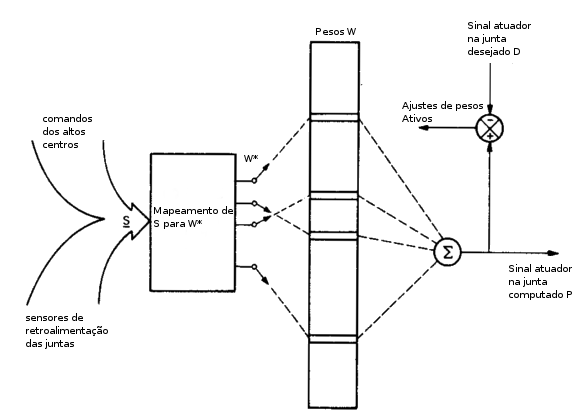 Pesos W
Sinal atuador
na junta
desejado D
Ajustes de pesos
Ativos
−
+
comandos
dos altos
centros
W*
S
Mapeamento de
S para W*
Σ
Sinal atuador
na junta
computado P
sensores de
retroalimentação
das juntas